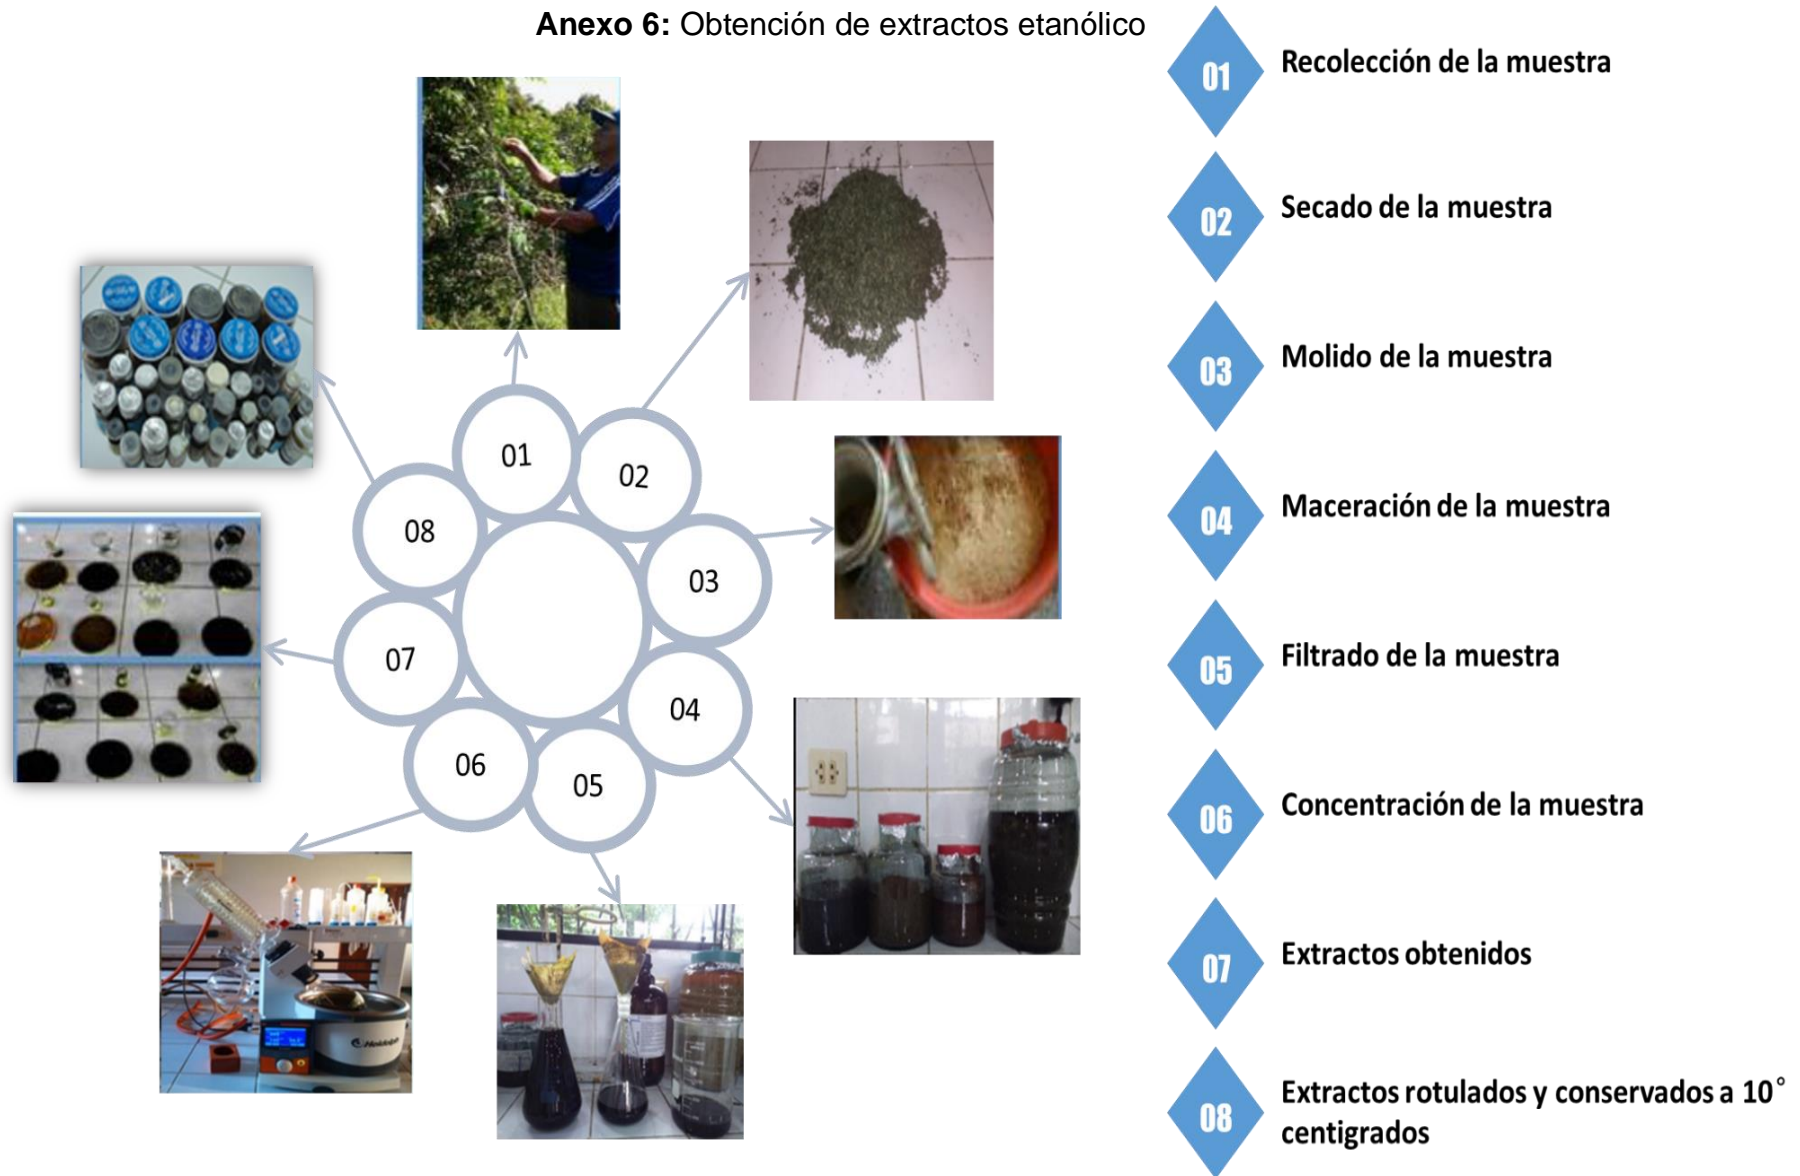 Anexo 6: Obtención de extractos etanólico
01
02
03
04
05
06
07
08
Heidolph
01 Recolección de la muestra
02 Secado de la muestra
03 Molido de la muestra
04 Maceración de la muestra
05 Filtrado de la muestra
06 Concentración de la muestra
07 Extractos obtenidos
08 Extractos rotulados y conservados a 10°
centigrados